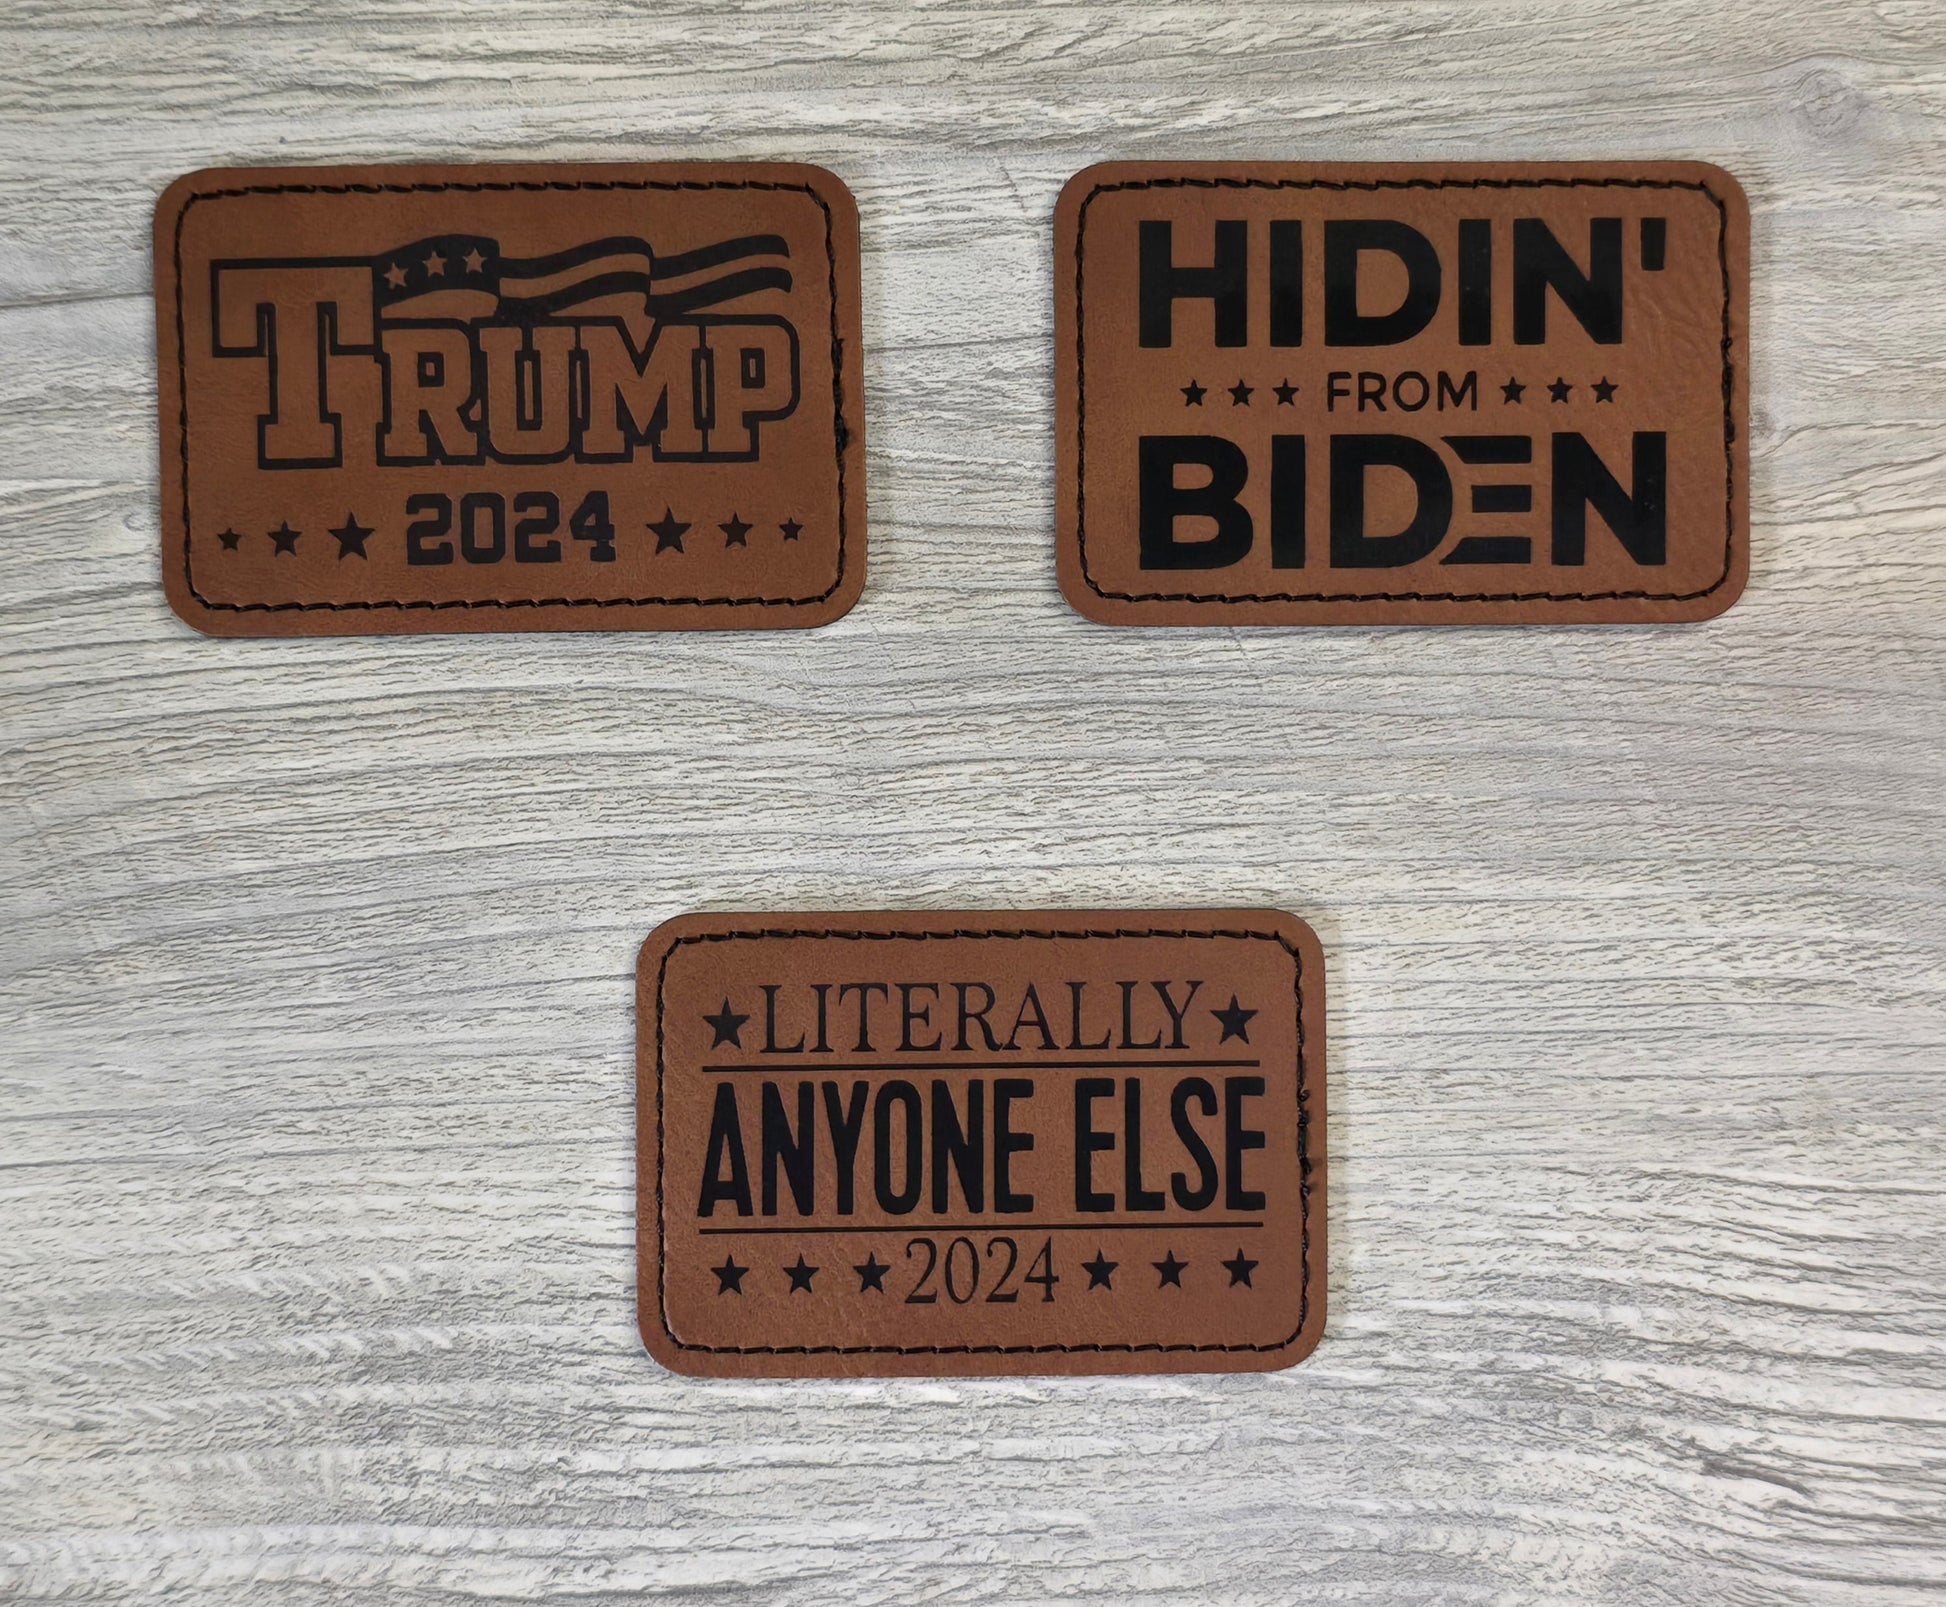 TRUMP
2024
HIDIN'
FROM
BIDEN
LITERALLY
ANYONE ELSE
2024